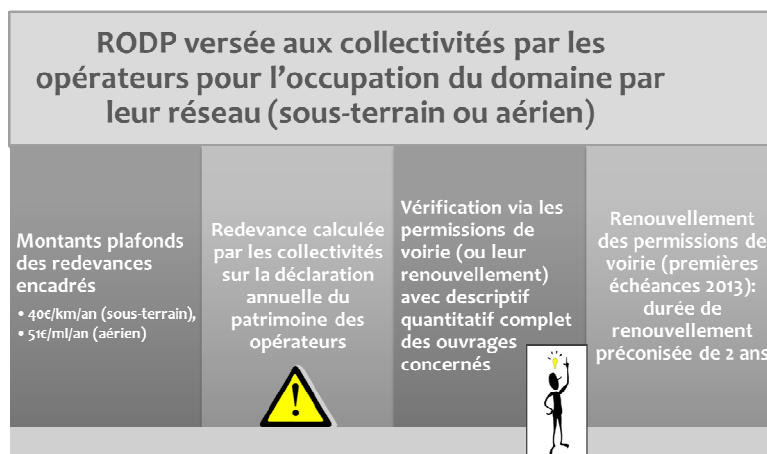 RODP versée aux collectivités par les
opérateurs pour l'occupation du domaine par
leur réseau (sous-terrain ou aérien)
Montants plafonds
des redevances
encadrés
• 40€/km/an (sous-terrain),
• 51€/ml/an (aérien)
Redevance calculée
par les collectivités
sur la déclaration
annuelle du
patrimoine des
opérateurs
Vérification via les
permissions de
voirie (ou leur
renouvellement)
avec descriptif
quantitatif complet
des ouvrages
concernés
Renouvellement
des permissions de
voirie (premières
échéances 2013):
durée de
renouvellement
préconisée de 2 ans